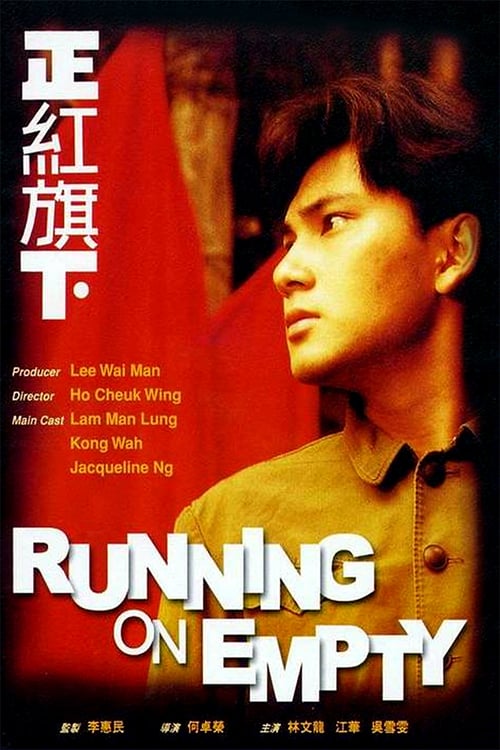 正紅旗下
Producer Lee Wai Man
Director Ho Cheuk Wing
Main Cast Lam Man Lung
Kong Wah
Jacqueline Ng
RUNNING
ON EMPTY
監製 李惠民 導演 何卓榮 主演 林文龍 江華 吳雪雯